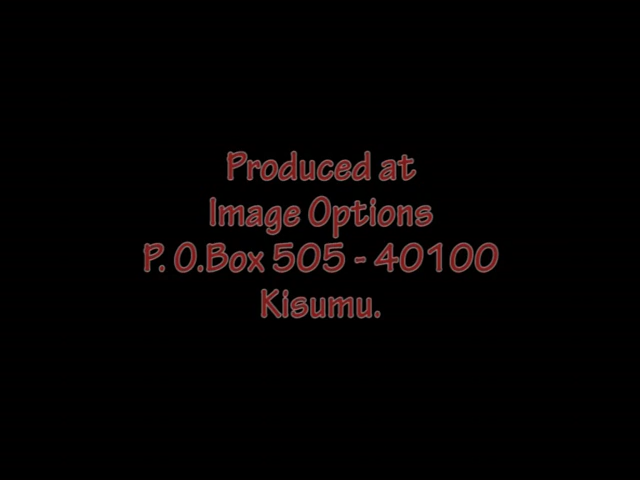 Produced at
Image Options
P. O.Box 505 - 40100
Kisumu.